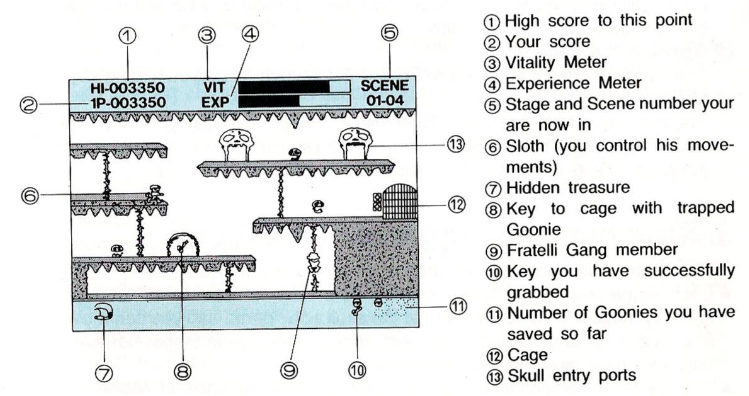 ① ③ ④ ⑤
HI-003350 VIT SCENE
② 1P-003350 EXP 01-04
⑬
⑥
⑫
⑪
⑦ ⑧ ⑨ ⑩
① High score to this point
② Your score
③ Vitality Meter
④ Experience Meter
⑤ Stage and Scene number your
are now in
⑥ Sloth (you control his move-
ments)
⑦ Hidden treasure
⑧ Key to cage with trapped
Goonie
⑨ Fratelli Gang member
⑩ Key you have successfully
grabbed
⑪ Number of Goonies you have
saved so far
⑫ Cage
⑬ Skull entry ports